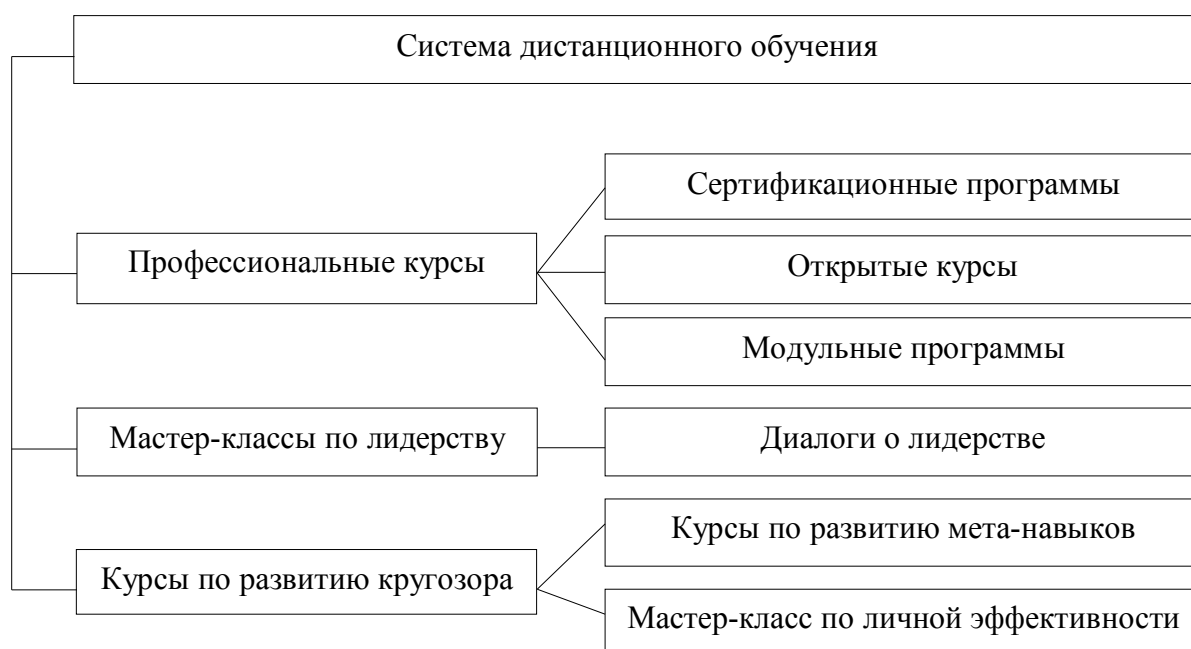 Система дистанционного обучения
Профессиональные курсы
Сертификационные программы
Открытые курсы
Модульные программы
Мастер-классы по лидерству
Диалоги о лидерстве
Курсы по развитию кругозора
Курсы по развитию мета-навыков
Мастер-класс по личной эффективности